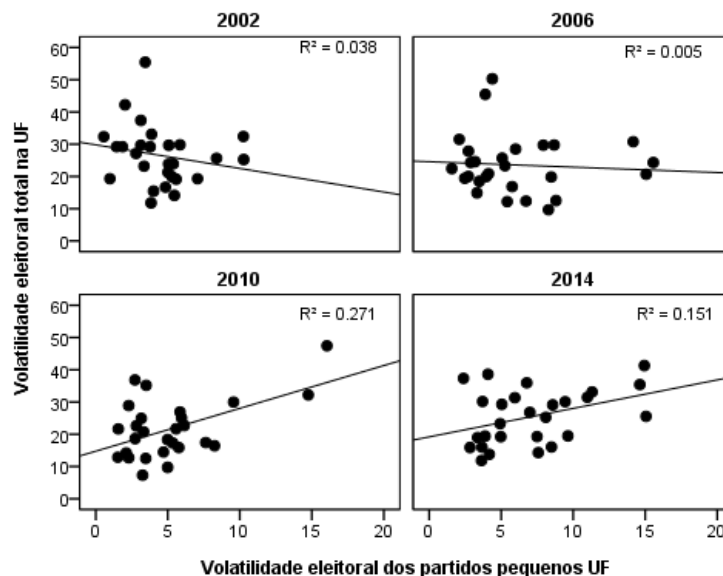 2002
2006
R² = 0.038
R² = 0.005
60
50
40
30
20
10
0
2010
2014
R² = 0.271
R² = 0.151
60
50
40
30
20
10
0
0 5 10 15 20
0 5 10 15 20
Volatilidade eleitoral total na UF
Volatilidade eleitoral dos partidos pequenos UF